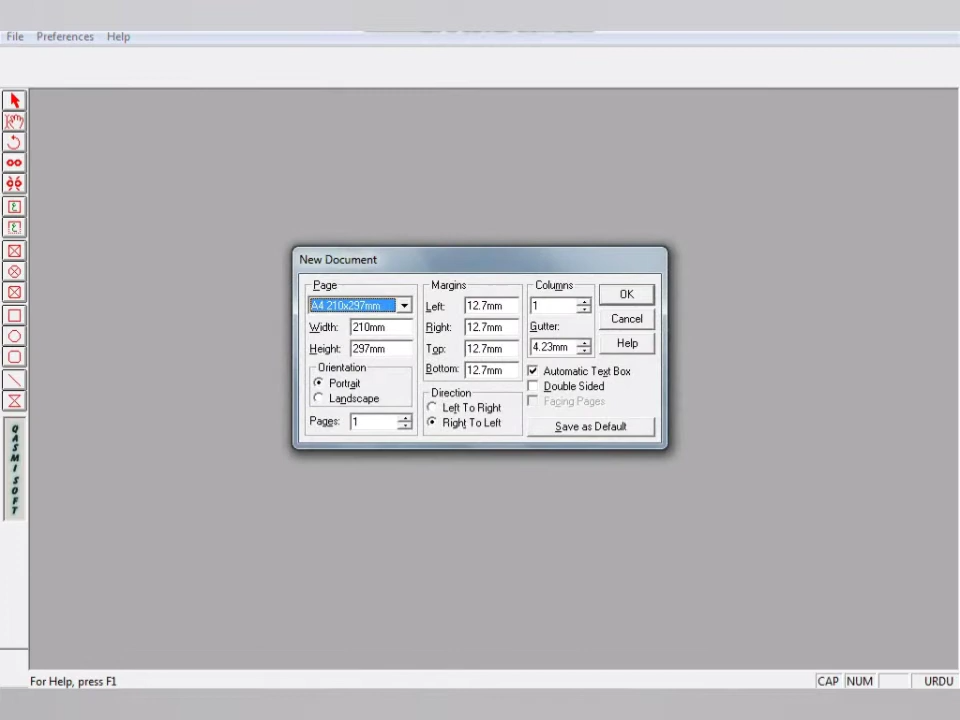 File Preferences Help
New Document
Page
A4 210x297mm
Width: 210mm
Height: 297mm
Orientation
Portrait
Landscape
Pages: 1
Margins
Left: 12.7mm
Right: 12.7mm
Top: 12.7mm
Bottom: 12.7mm
Direction
Left To Right
Right To Left
Columns
1
Gutter:
4.23mm
OK
Cancel
Help
Automatic Text Box
Double Sided
Facing Pages
Save as Default
QASMI SOFT
For Help, press F1
CAP NUM URDU